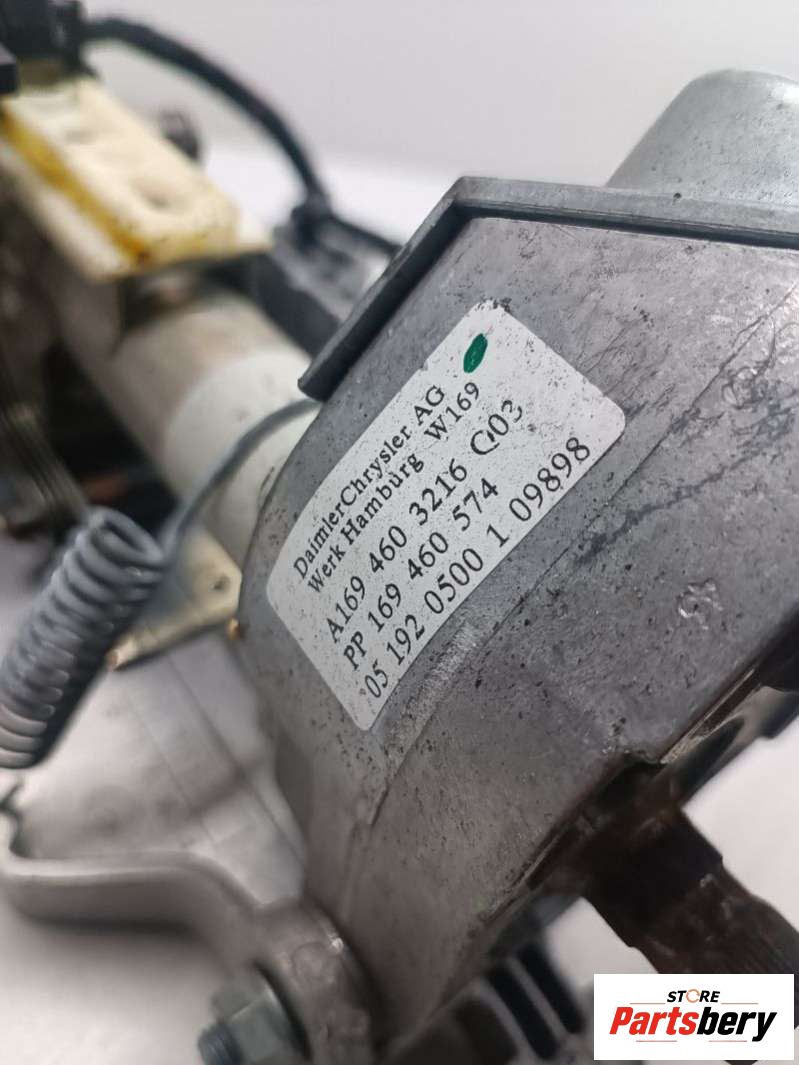 DaimlerChrysler AG
Werk Hamburg W169
A169 460 3216 Q03
PP 169 460 574
05 192 0500 1 09898
STORE
Partsbery